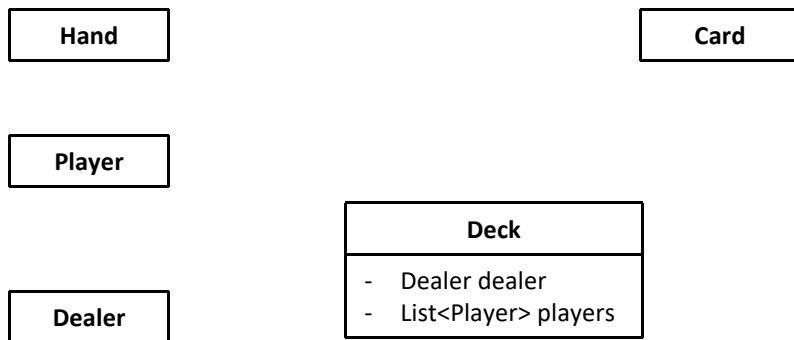 Hand
Card
Player
Deck
- Dealer dealer
- List<Player> players
Dealer